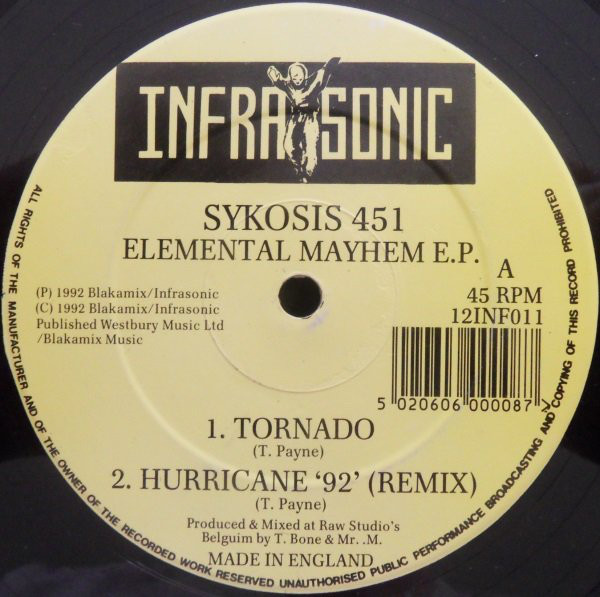 INFRA SONIC
SYKOSIS 451
ELEMENTAL MAYHEM E.P.
A
45 RPM
12INF011
(P) 1992 Blakamix/Infrasonic
(C) 1992 Blakamix/Infrasonic
Published Westbury Music Ltd
/Blakamix Music
5 020606 000087
1. TORNADO
(T. Payne)
2. HURRICANE '92' (REMIX)
(T. Payne)
Produced & Mixed at Raw Studio's
Belguim by T. Bone & Mr. .M.
MADE IN ENGLAND
ALL RIGHTS OF THE MANUFACTURER AND OF THE OWNER OF THE RECORDED WORK RESERVED UNAUTHORISED PUBLIC PERFORMANCE BROADCASTING AND COPYING OF THIS RECORD PROHIBITED